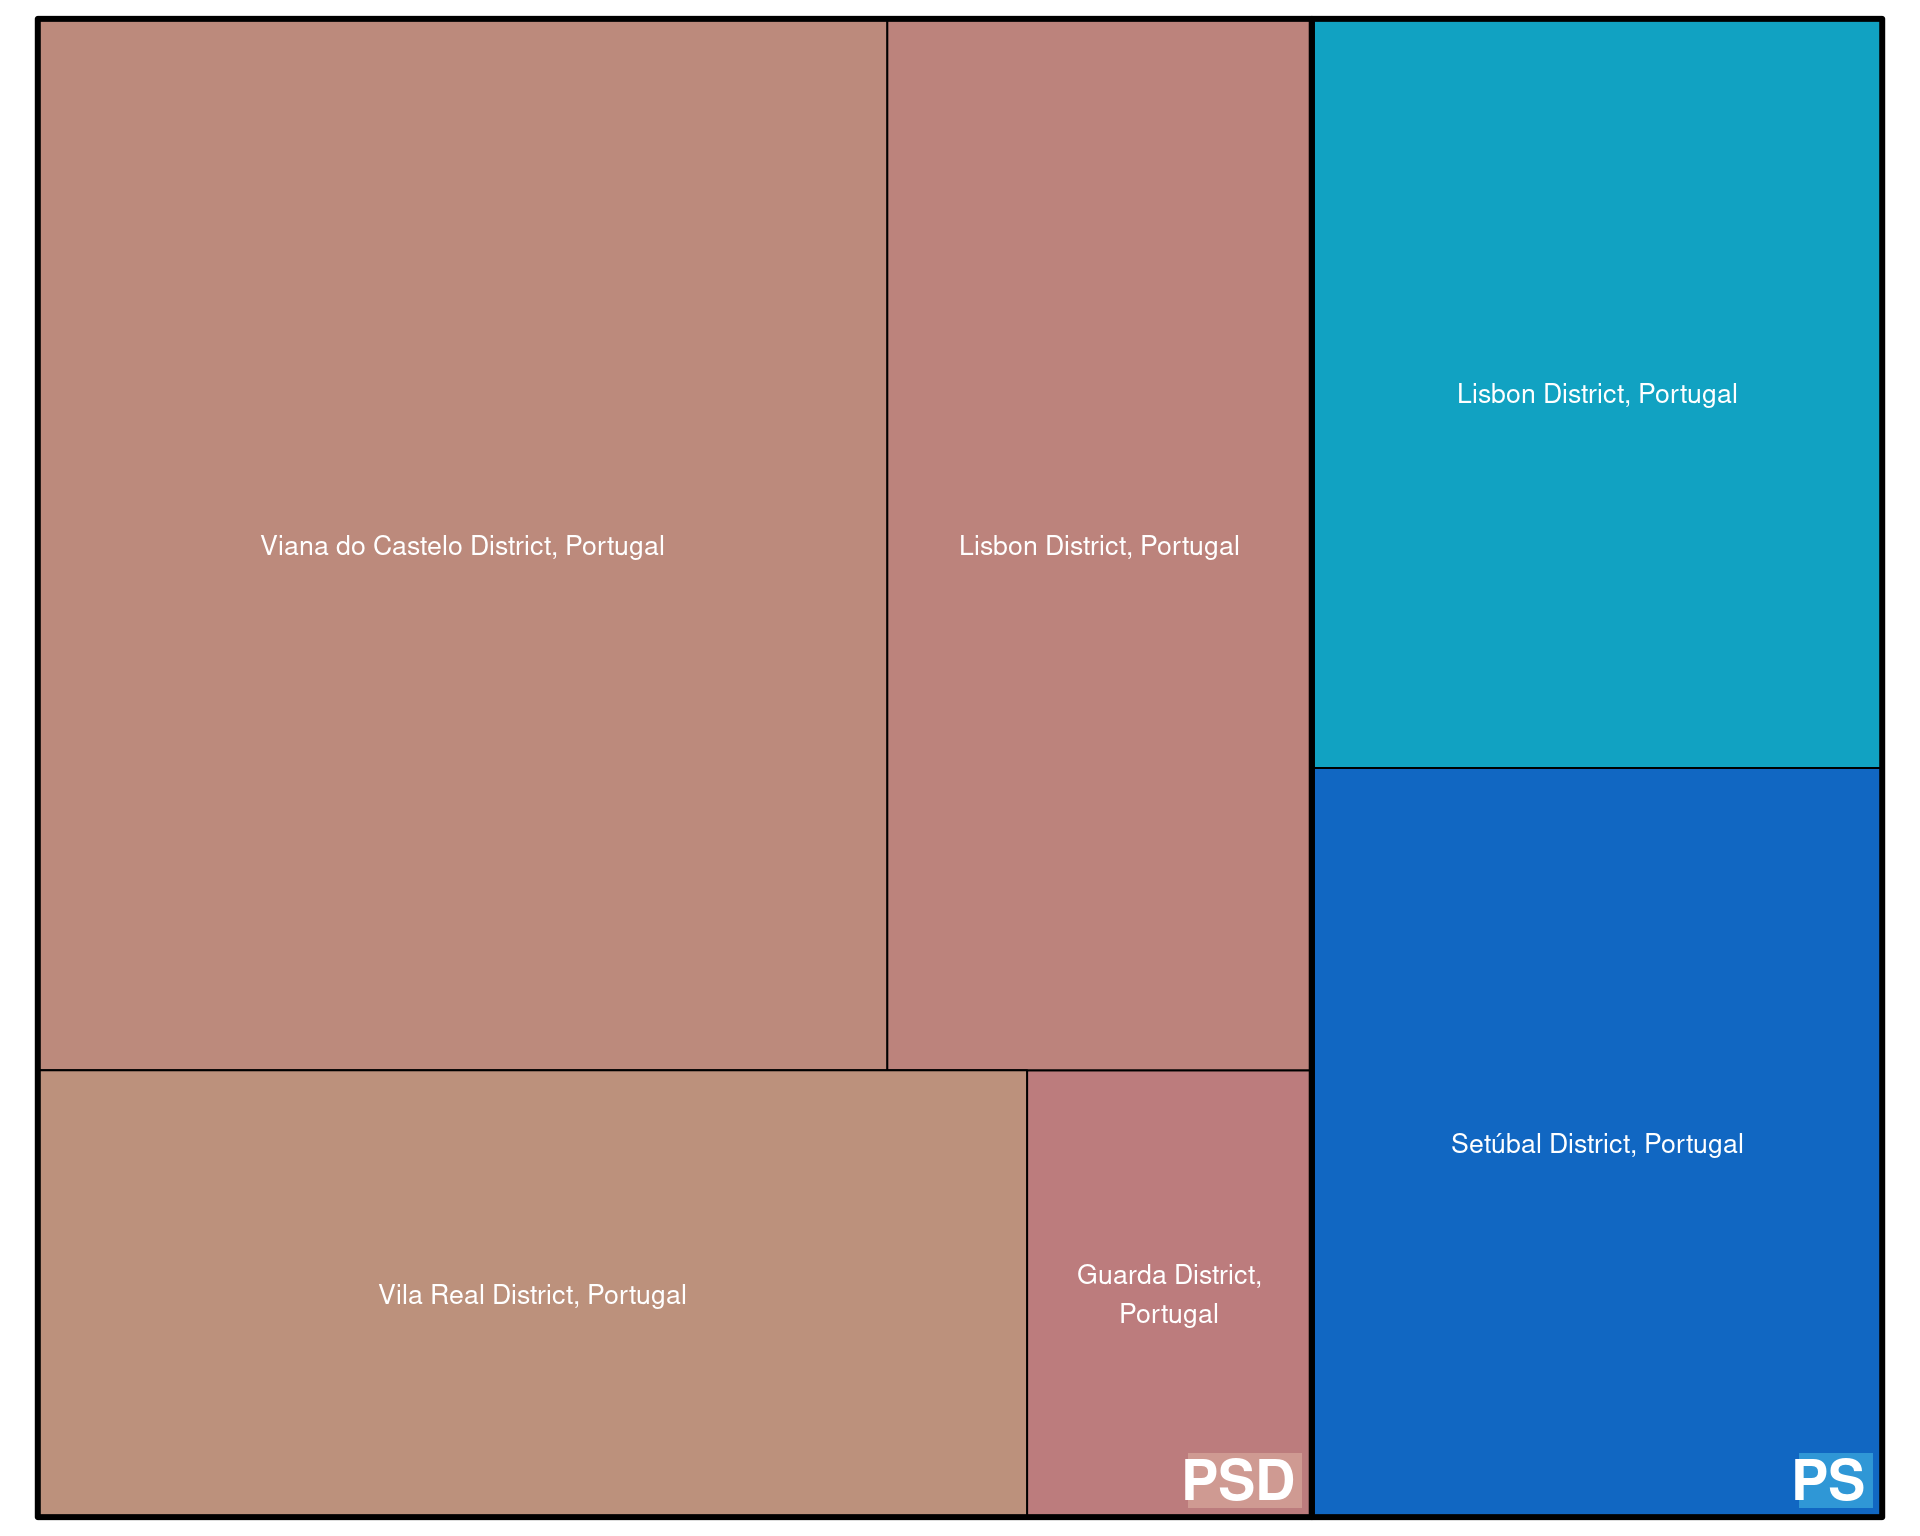 Viana do Castelo District, Portugal
Lisbon District, Portugal
Vila Real District, Portugal
Guarda District,
Portugal
PSD
Lisbon District, Portugal
Setúbal District, Portugal
PS